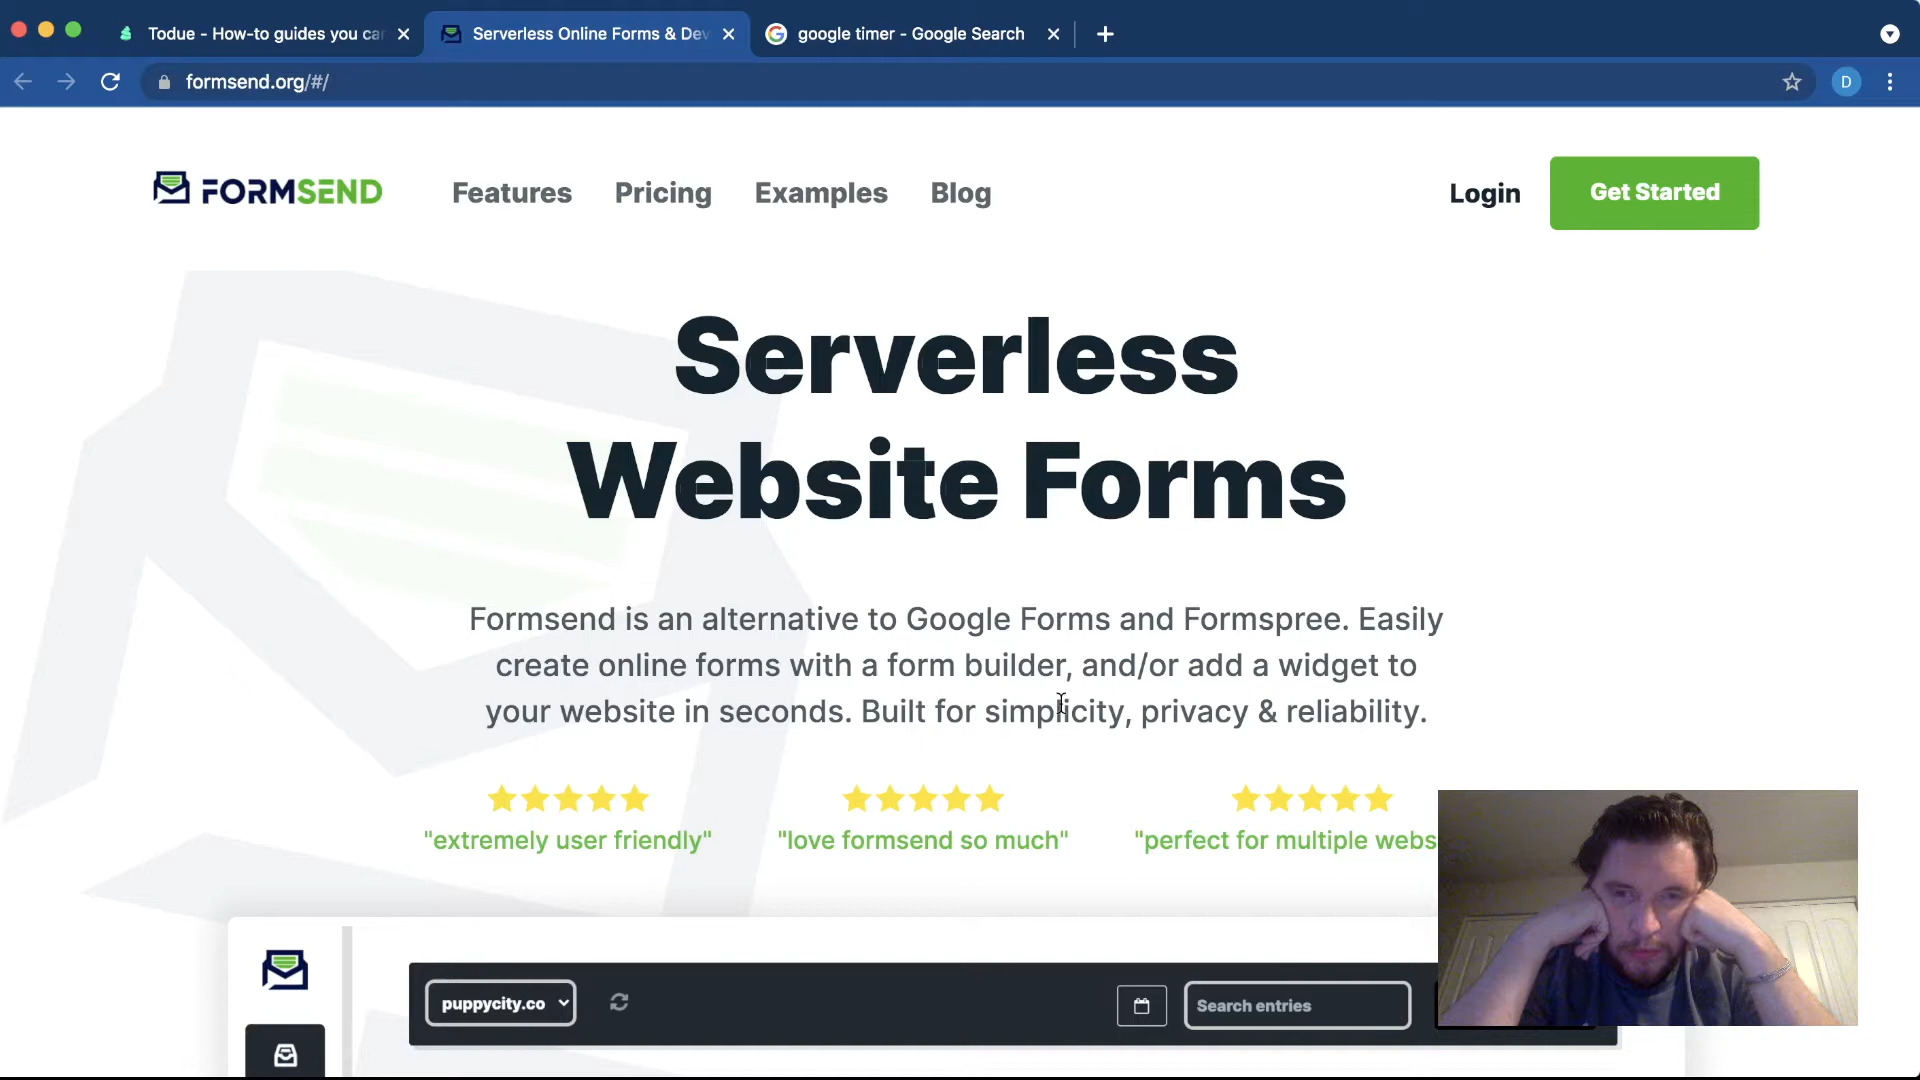 Todue - How-to guides you car
Serverless Online Forms & Dev
google timer - Google Search
formsend.org/#/
D
FORMSEND
Features
Pricing
Examples
Blog
Login
Get Started
Serverless
Website Forms
Formsend is an alternative to Google Forms and Formspree. Easily
create online forms with a form builder, and/or add a widget to
your website in seconds. Built for simplicity, privacy & reliability.
"extremely user friendly"
"love formsend so much"
"perfect for multiple webs
puppycity.co
Search entries